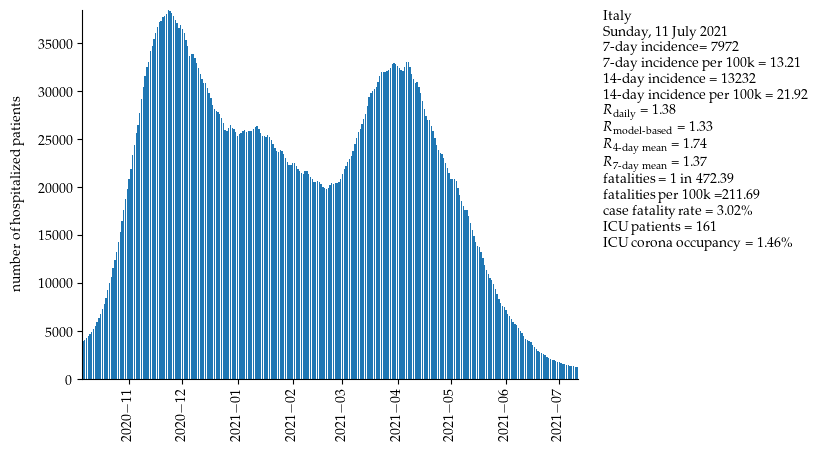 Italy
Sunday, 11 July 2021
7-day incidence= 7972
7-day incidence per 100k = 13.21
14-day incidence = 13232
14-day incidence per 100k = 21.92
R_daily = 1.38
R_model-based = 1.33
R_4-day mean = 1.74
R_7-day mean = 1.37
fatalities = 1 in 472.39
fatalities per 100k =211.69
case fatality rate = 3.02%
ICU patients = 161
ICU corona occupancy = 1.46%
number of hospitalized patients
35000
30000
25000
20000
15000
10000
5000
0
2020−11
2020−12
2021−01
2021−02
2021−03
2021−04
2021−05
2021−06
2021−07